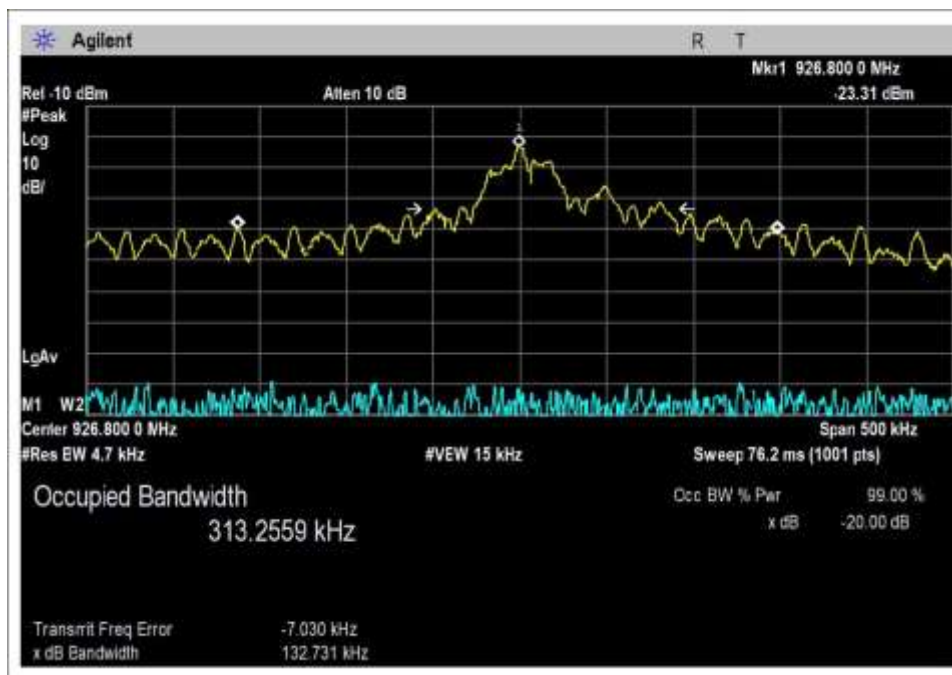 Agilent R T
Mkr1 926.800 0 MHz
Ref -10 dBm Atten 10 dB -23.31 dBm
#Peak
Log
10
dB/
1
LgAv
M1 W2
Center 926.800 0 MHz Span 500 kHz
#Res BW 4.7 kHz #VBW 15 kHz Sweep 76.2 ms (1001 pts)
Occupied Bandwidth Occ BW % Pwr 99.00 %
313.2559 kHz x dB -20.00 dB
Transmit Freq Error -7.030 kHz
x dB Bandwidth 132.731 kHz